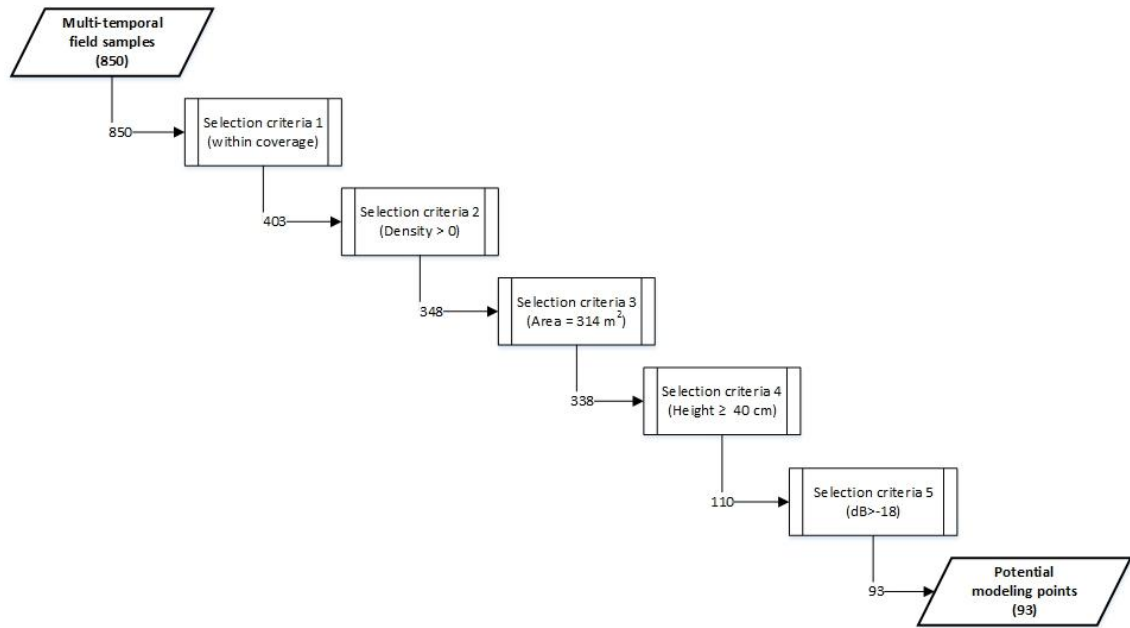 Multi-temporal
field samples
(850)
850
Selection criteria 1
(within coverage)
403
Selection criteria 2
(Density > 0)
348
Selection criteria 3
(Area = 314 m²)
338
Selection criteria 4
(Height ≥ 40 cm)
110
Selection criteria 5
(dB>-18)
93
Potential
modeling points
(93)